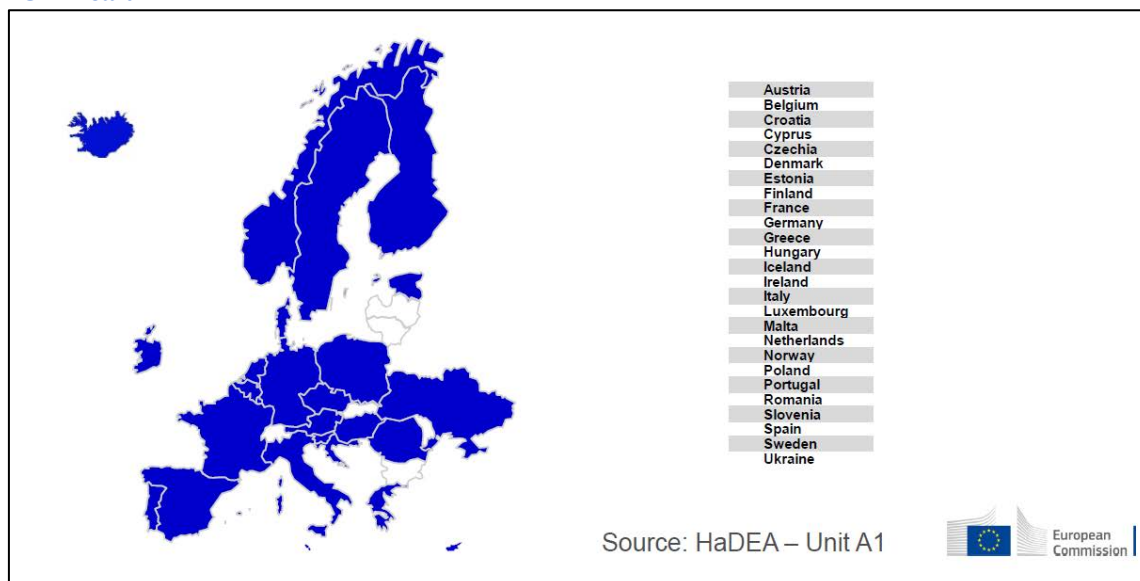 Austria
Belgium
Croatia
Cyprus
Czechia
Denmark
Estonia
Finland
France
Germany
Greece
Hungary
Iceland
Ireland
Italy
Luxembourg
Malta
Netherlands
Norway
Poland
Portugal
Romania
Slovenia
Spain
Sweden
Ukraine
Source: HaDEA – Unit A1
European
Commission